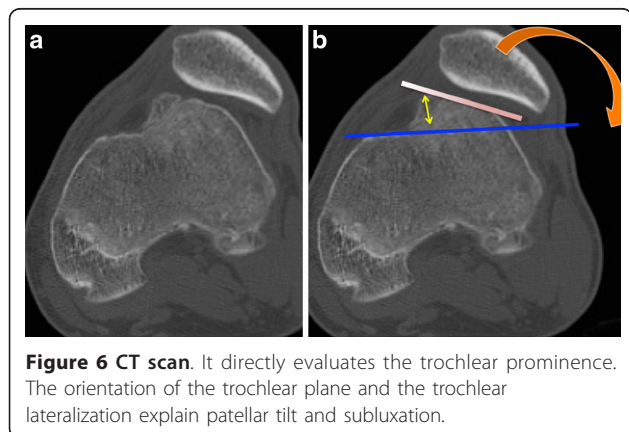 a
b
Figure 6 CT scan. It directly evaluates the trochlear prominence.
The orientation of the trochlear plane and the trochlear
lateralization explain patellar tilt and subluxation.